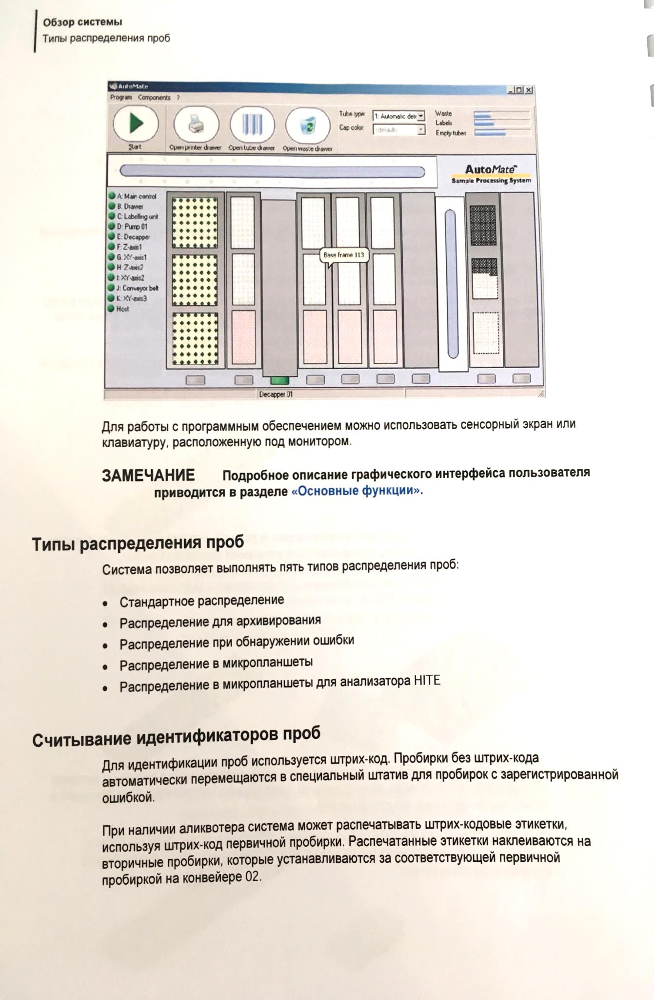 Обзор системы
Типы распределения проб
AutoMate
Program Components ?
Start
Open printer drawer
Open tube drawer
Open waste drawer
Tube type: 1: Automatic dete
Cap color: <default>
Waste
Labels
Empty tubes
AutoMate™
Sample Processing System
A: Main control
B: Drawer
C: Labelling unit
D: Pump 01
E: Decapper
F: Z-axis1
G: XY-axis1
H: Z-axis2
I: XY-axis2
J: Conveyor belt
K: XY-axis3
Host
Base frame 113
Decapper 01
Для работы с программным обеспечением можно использовать сенсорный экран или
клавиатуру, расположенную под монитором.
ЗАМЕЧАНИЕ Подробное описание графического интерфейса пользователя
приводится в разделе «Основные функции».
Типы распределения проб
Система позволяет выполнять пять типов распределения проб:
• Стандартное распределение
• Распределение для архивирования
• Распределение при обнаружении ошибки
• Распределение в микропланшеты
• Распределение в микропланшеты для анализатора HITE
Считывание идентификаторов проб
Для идентификации проб используется штрих-код. Пробирки без штрих-кода
автоматически перемещаются в специальный штатив для пробирок с зарегистрированной
ошибкой.
При наличии аликвотера система может распечатывать штрих-кодовые этикетки,
используя штрих-код первичной пробирки. Распечатанные этикетки наклеиваются на
вторичные пробирки, которые устанавливаются за соответствующей первичной
пробиркой на конвейере 02.